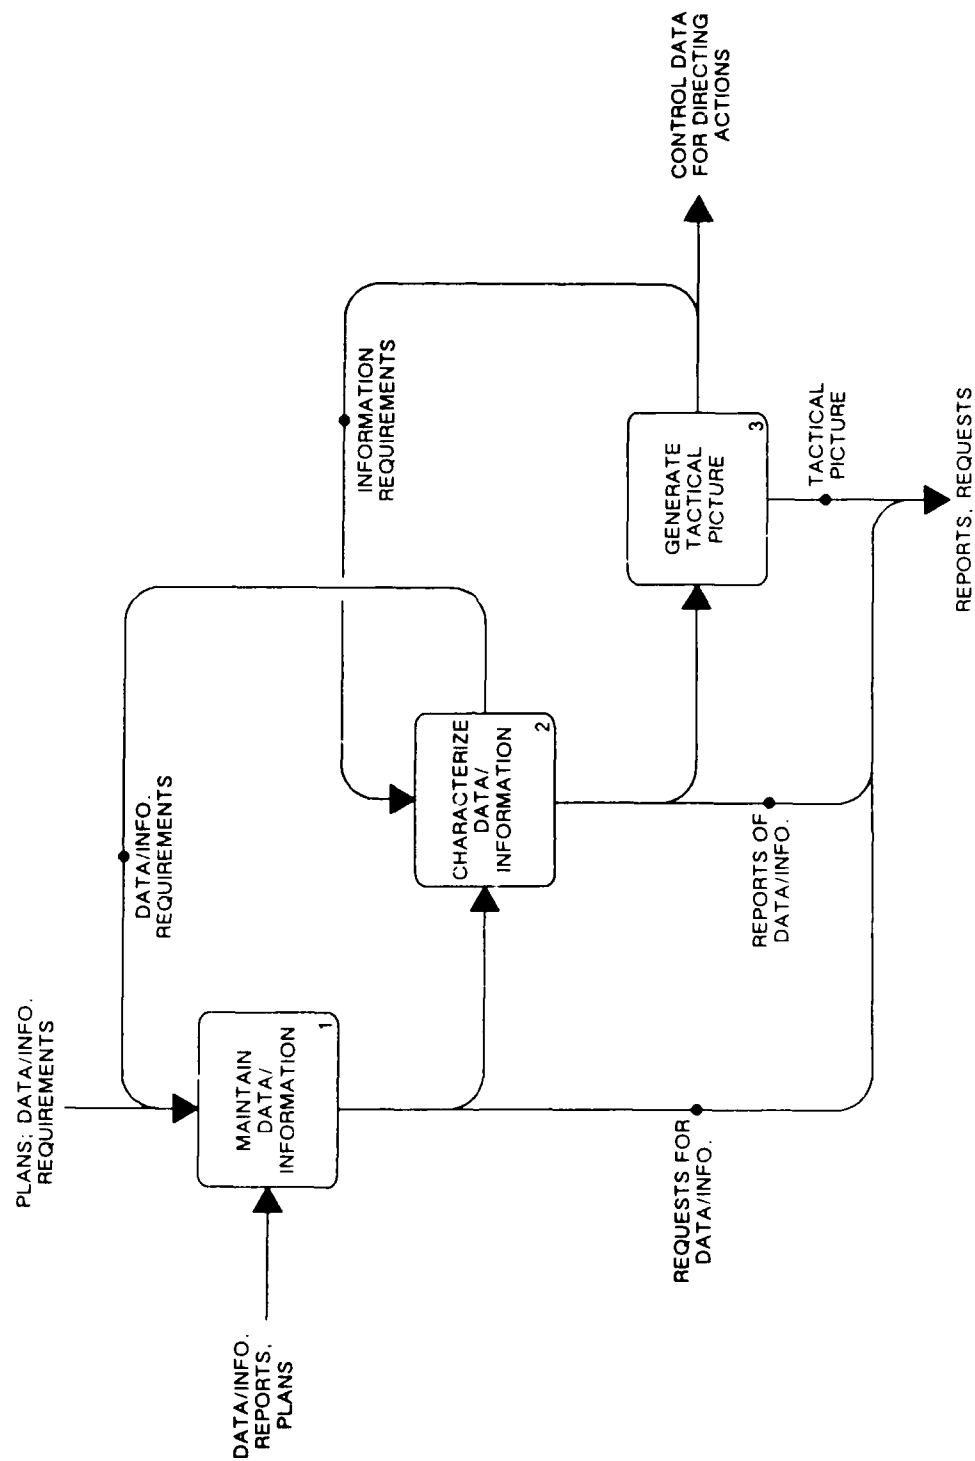 PLANS; DATA/INFO.
REQUIREMENTS
DATA/INFO.
REQUIREMENTS
INFORMATION
REQUIREMENTS
CONTROL DATA
FOR DIRECTING
ACTIONS
DATA/INFO.
REPORTS,
PLANS
MAINTAIN
DATA/
INFORMATION
1
CHARACTERIZE
DATA/
INFORMATION
2
GENERATE
TACTICAL
PICTURE
3
REQUESTS FOR
DATA/INFO.
REPORTS OF
DATA/INFO.
TACTICAL
PICTURE
REPORTS, REQUESTS